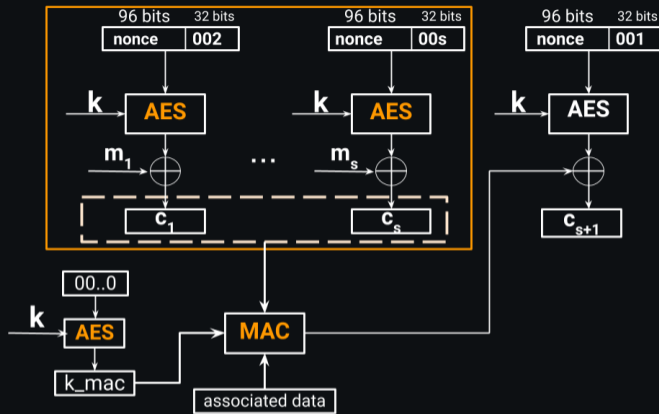 96 bits 32 bits
nonce 002
k AES
m1
c1
...
96 bits 32 bits
nonce 00s
k AES
ms
cs
96 bits 32 bits
nonce 001
k AES
cs+1
00..0
k AES
k_mac
MAC
associated data